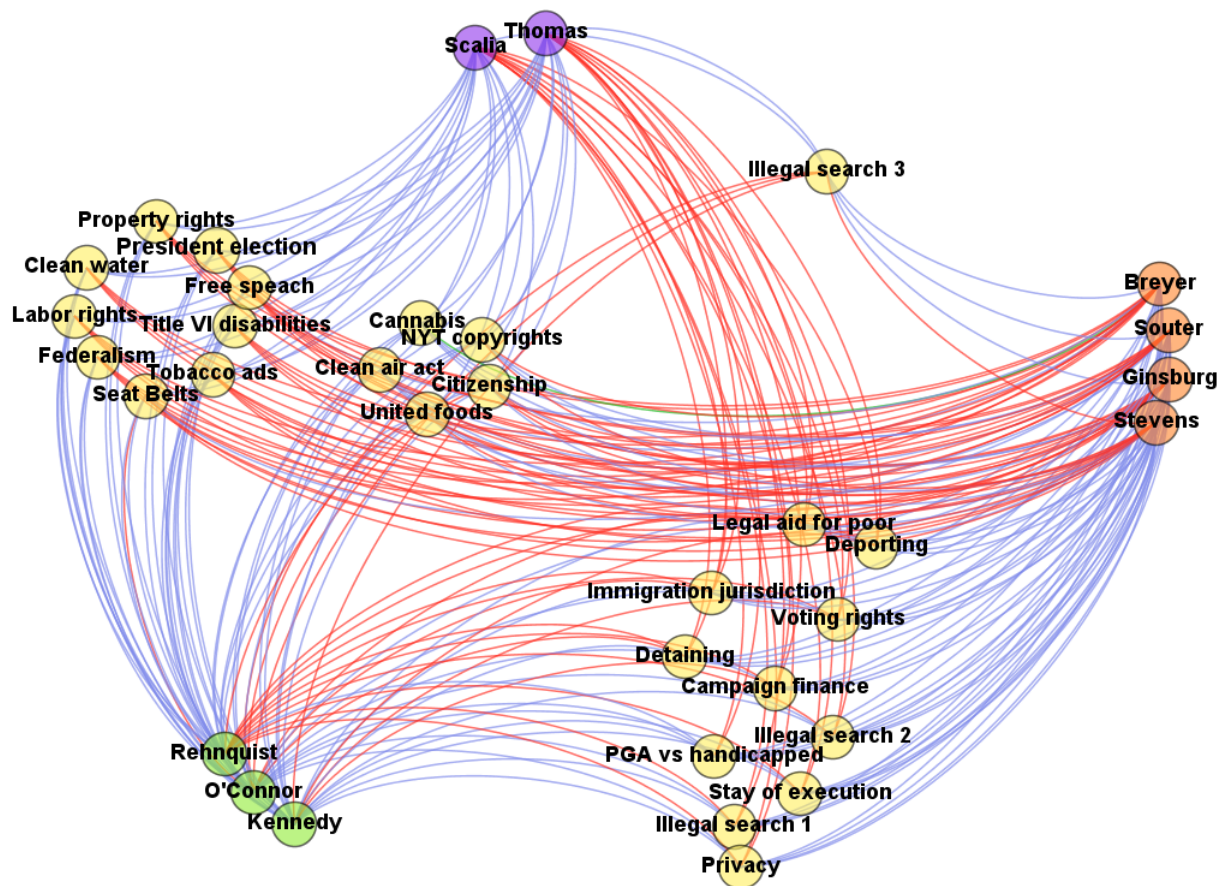 Thomas
Scalia
Illegal search 3
Property rights
President election
Clean water
Free speach
Breyer
Labor rights
Title VI disabilities
Cannabis
NYT copyrights
Souter
Federalism
Tobacco ads
Clean air act
Citizenship
Ginsburg
Seat Belts
United foods
Stevens
Legal aid for poor
Deporting
Immigration jurisdiction
Voting rights
Detaining
Campaign finance
Illegal search 2
Rehnquist
PGA vs handicapped
O'Connor
Stay of execution
Kennedy
Illegal search 1
Privacy